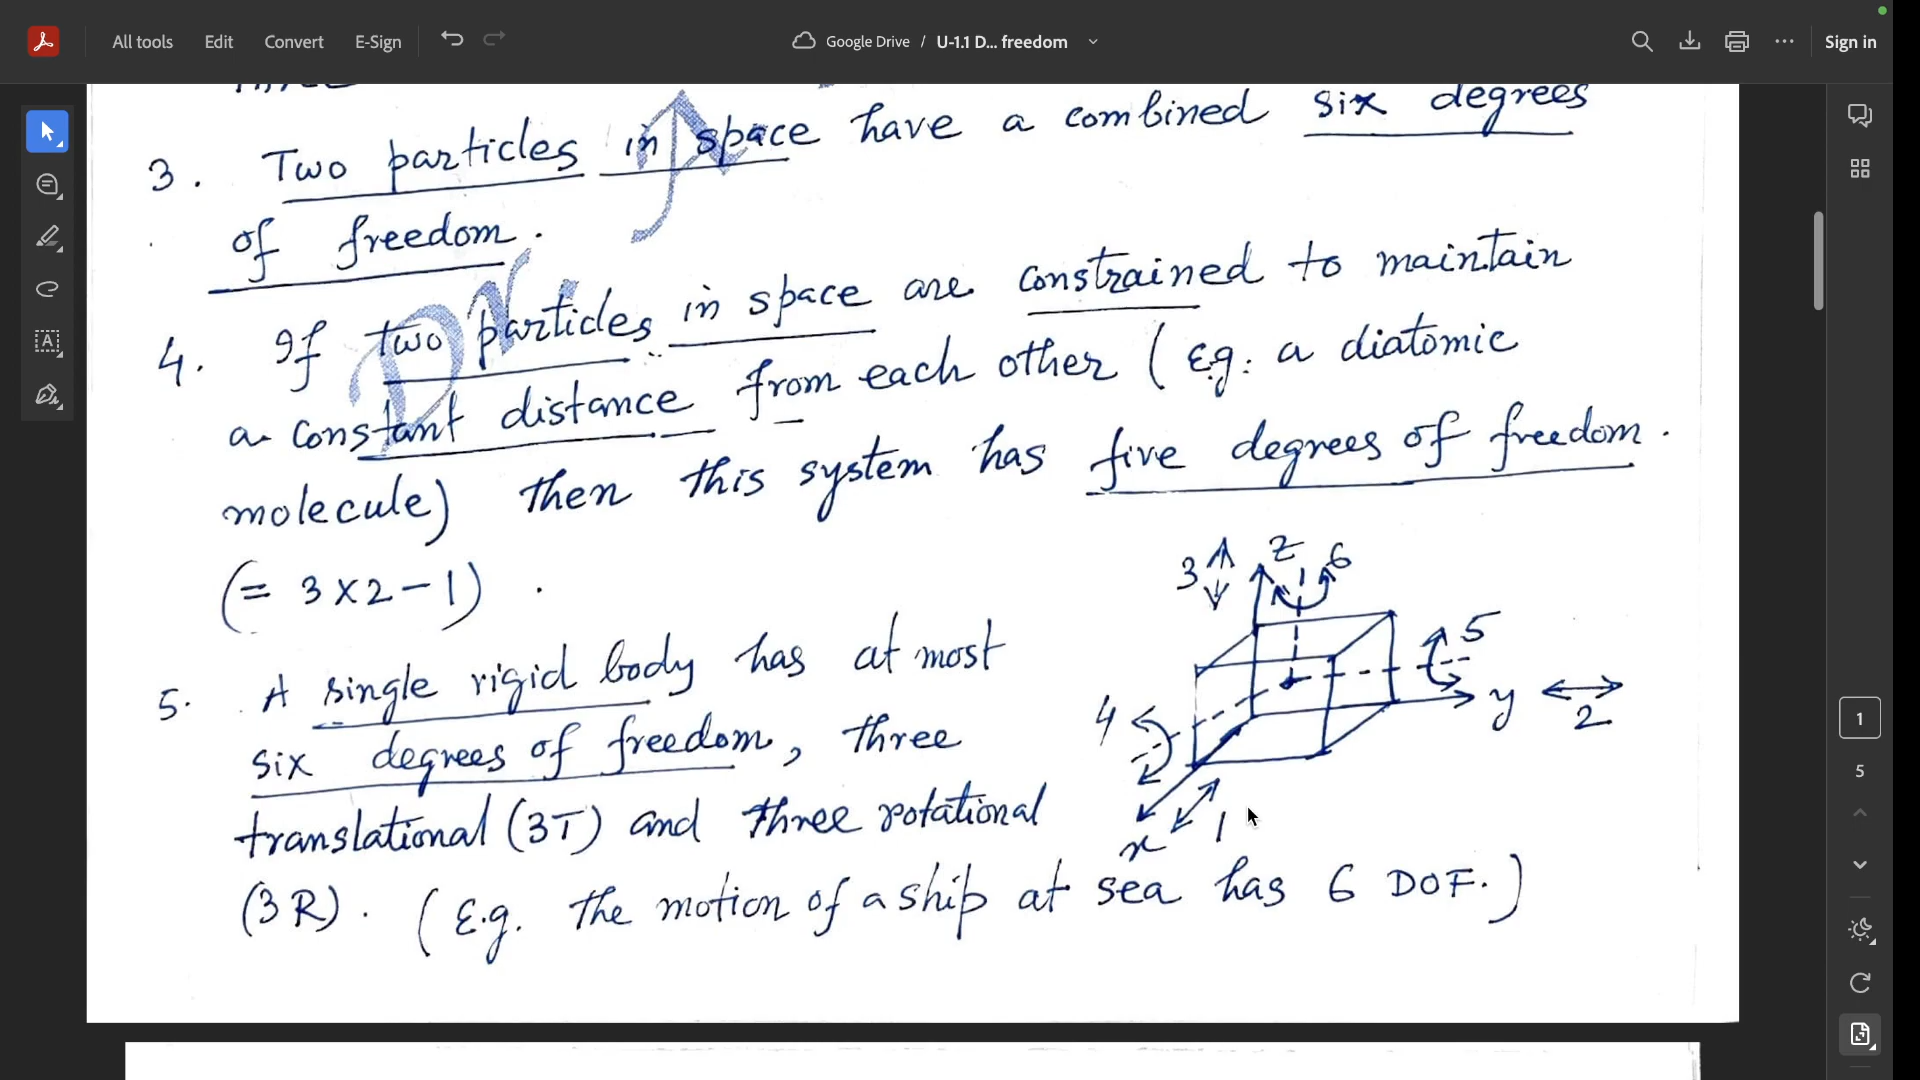 All tools Edit Convert E-Sign Google Drive / U-1.1 D... freedom Sign in
3. Two particles in space have a combined six degrees
of freedom.
4. If two particles in space are constrained to maintain
a constant distance from each other ( E.g. a diatomic
molecule) then this system has five degrees of freedom.
(= 3 x 2 - 1) .
3 z 6
5. A single rigid body has at most
5
six degrees of freedom, three
4 y 2
translational (3T) and three rotational
x 1
(3R). ( E.g. the motion of a ship at sea has 6 DOF.)
1
5